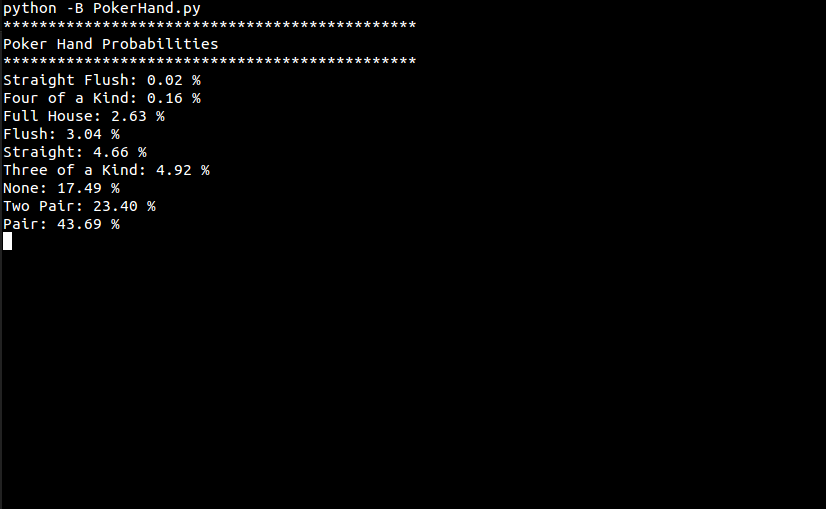 python -B PokerHand.py
**********************************************
Poker Hand Probabilities
**********************************************
Straight Flush: 0.02 %
Four of a Kind: 0.16 %
Full House: 2.63 %
Flush: 3.04 %
Straight: 4.66 %
Three of a Kind: 4.92 %
None: 17.49 %
Two Pair: 23.40 %
Pair: 43.69 %